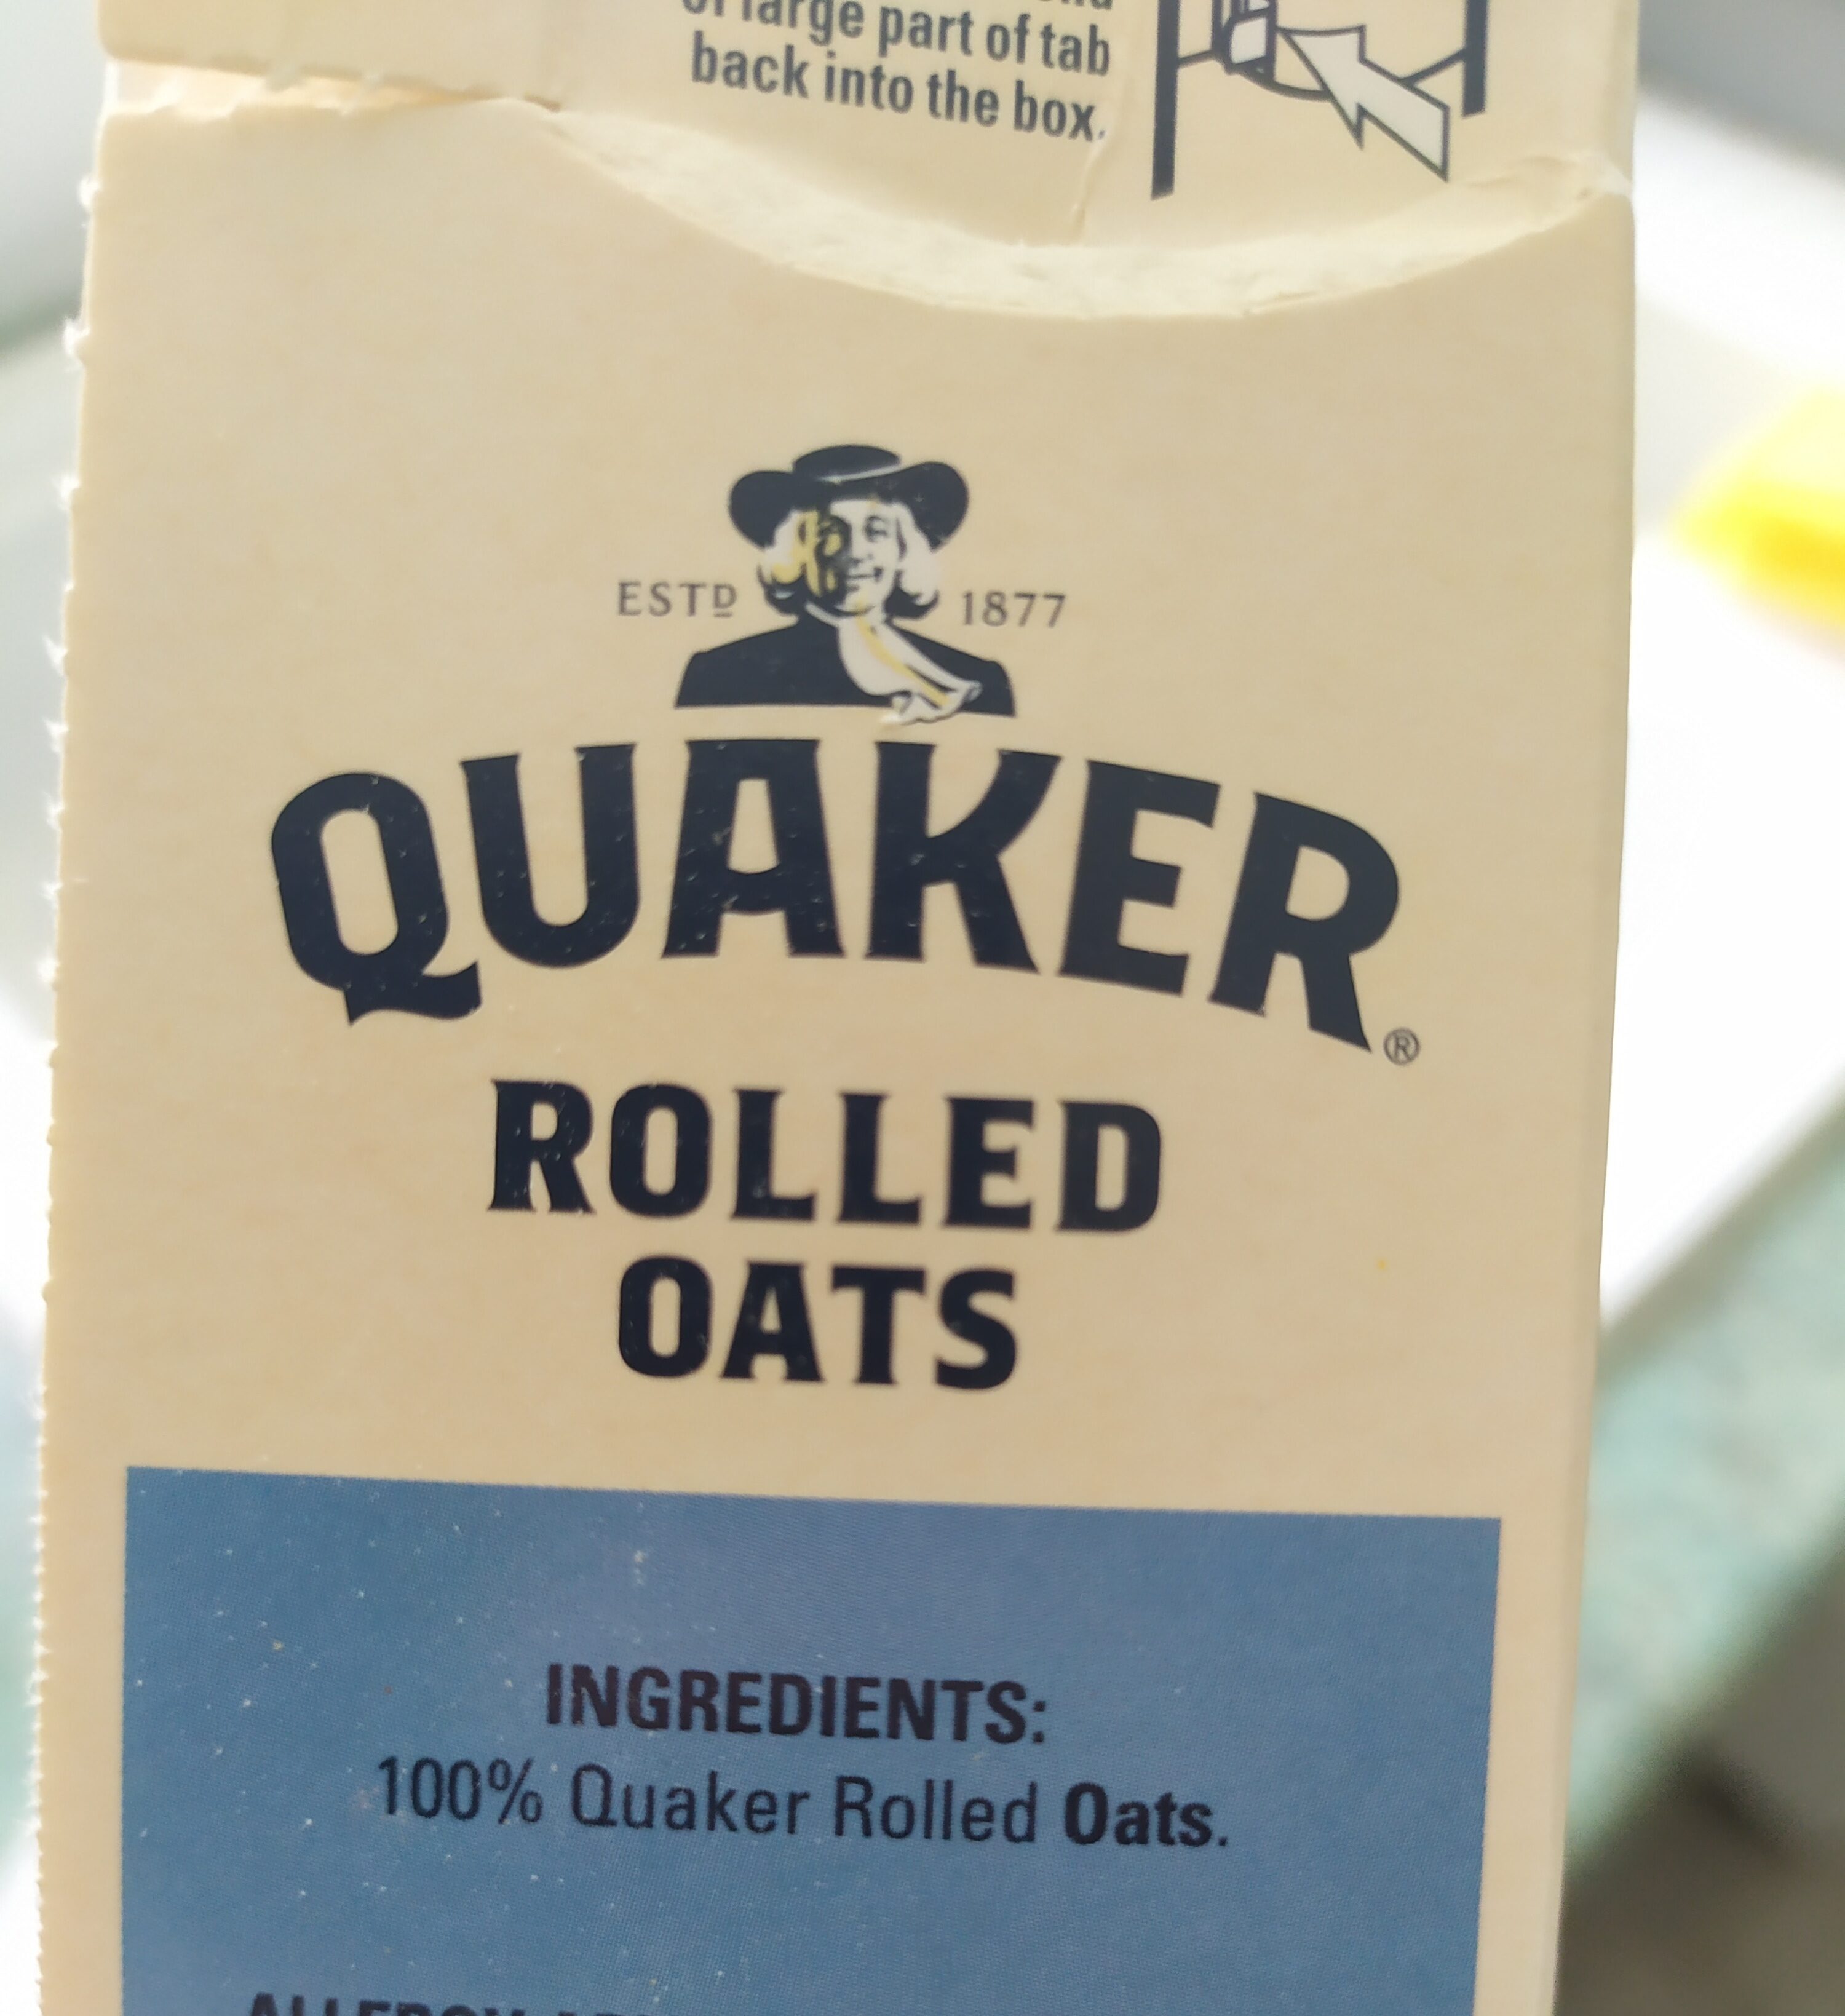 large part of tab
back into the box.
ESTD 1877
QUAKER®
ROLLED
OATS
INGREDIENTS:
100% Quaker Rolled Oats.